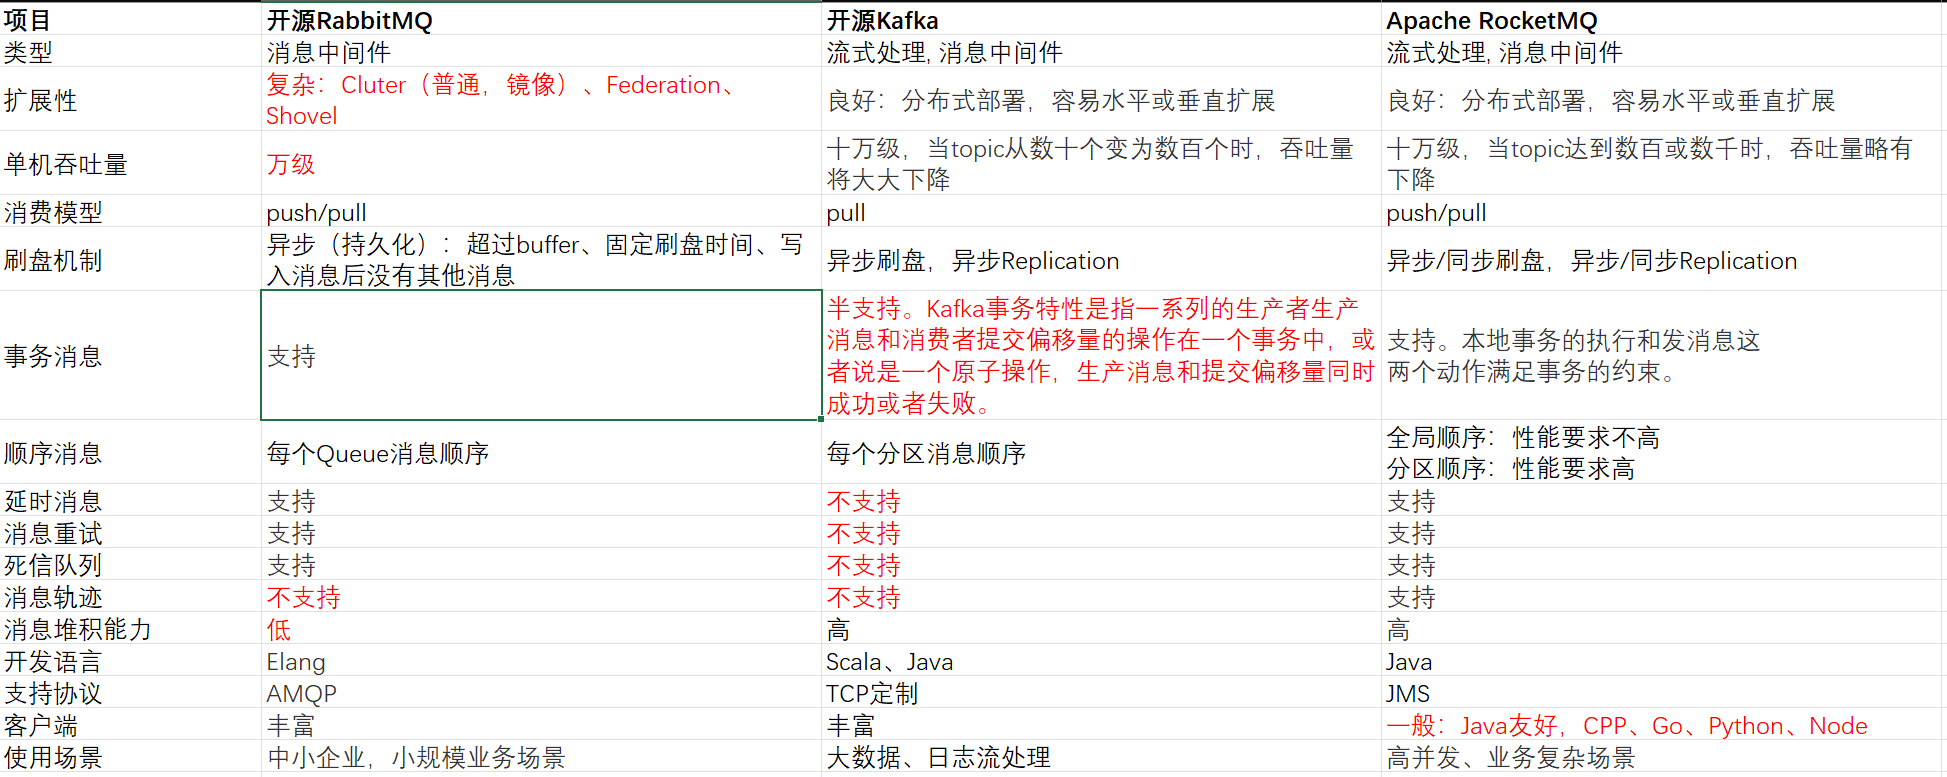 项目 开源RabbitMQ 开源Kafka Apache RocketMQ
类型 消息中间件 流式处理, 消息中间件 流式处理, 消息中间件
扩展性 复杂：Cluter（普通，镜像）、Federation、
Shovel 良好：分布式部署，容易水平或垂直扩展 良好：分布式部署，容易水平或垂直扩展
单机吞吐量 万级 十万级，当topic从数十个变为数百个时，吞吐量
将大大下降 十万级，当topic达到数百或数千时，吞吐量略有
下降
消费模型 push/pull pull push/pull
刷盘机制 异步（持久化）：超过buffer、固定刷盘时间、写
入消息后没有其他消息 异步刷盘，异步Replication 异步/同步刷盘，异步/同步Replication
事务消息 支持 半支持。Kafka事务特性是指一系列的生产者生产
消息和消费者提交偏移量的操作在一个事务中，或
者说是一个原子操作，生产消息和提交偏移量同时
成功或者失败。 支持。本地事务的执行和发消息这
两个动作满足事务的约束。
顺序消息 每个Queue消息顺序 每个分区消息顺序 全局顺序：性能要求不高
分区顺序：性能要求高
延时消息 支持 不支持 支持
消息重试 支持 不支持 支持
死信队列 支持 不支持 支持
消息轨迹 不支持 不支持 支持
消息堆积能力 低 高 高
开发语言 Elang Scala、Java Java
支持协议 AMQP TCP定制 JMS
客户端 丰富 丰富 一般：Java友好，CPP、Go、Python、Node
使用场景 中小企业，小规模业务场景 大数据、日志流处理 高并发、业务复杂场景